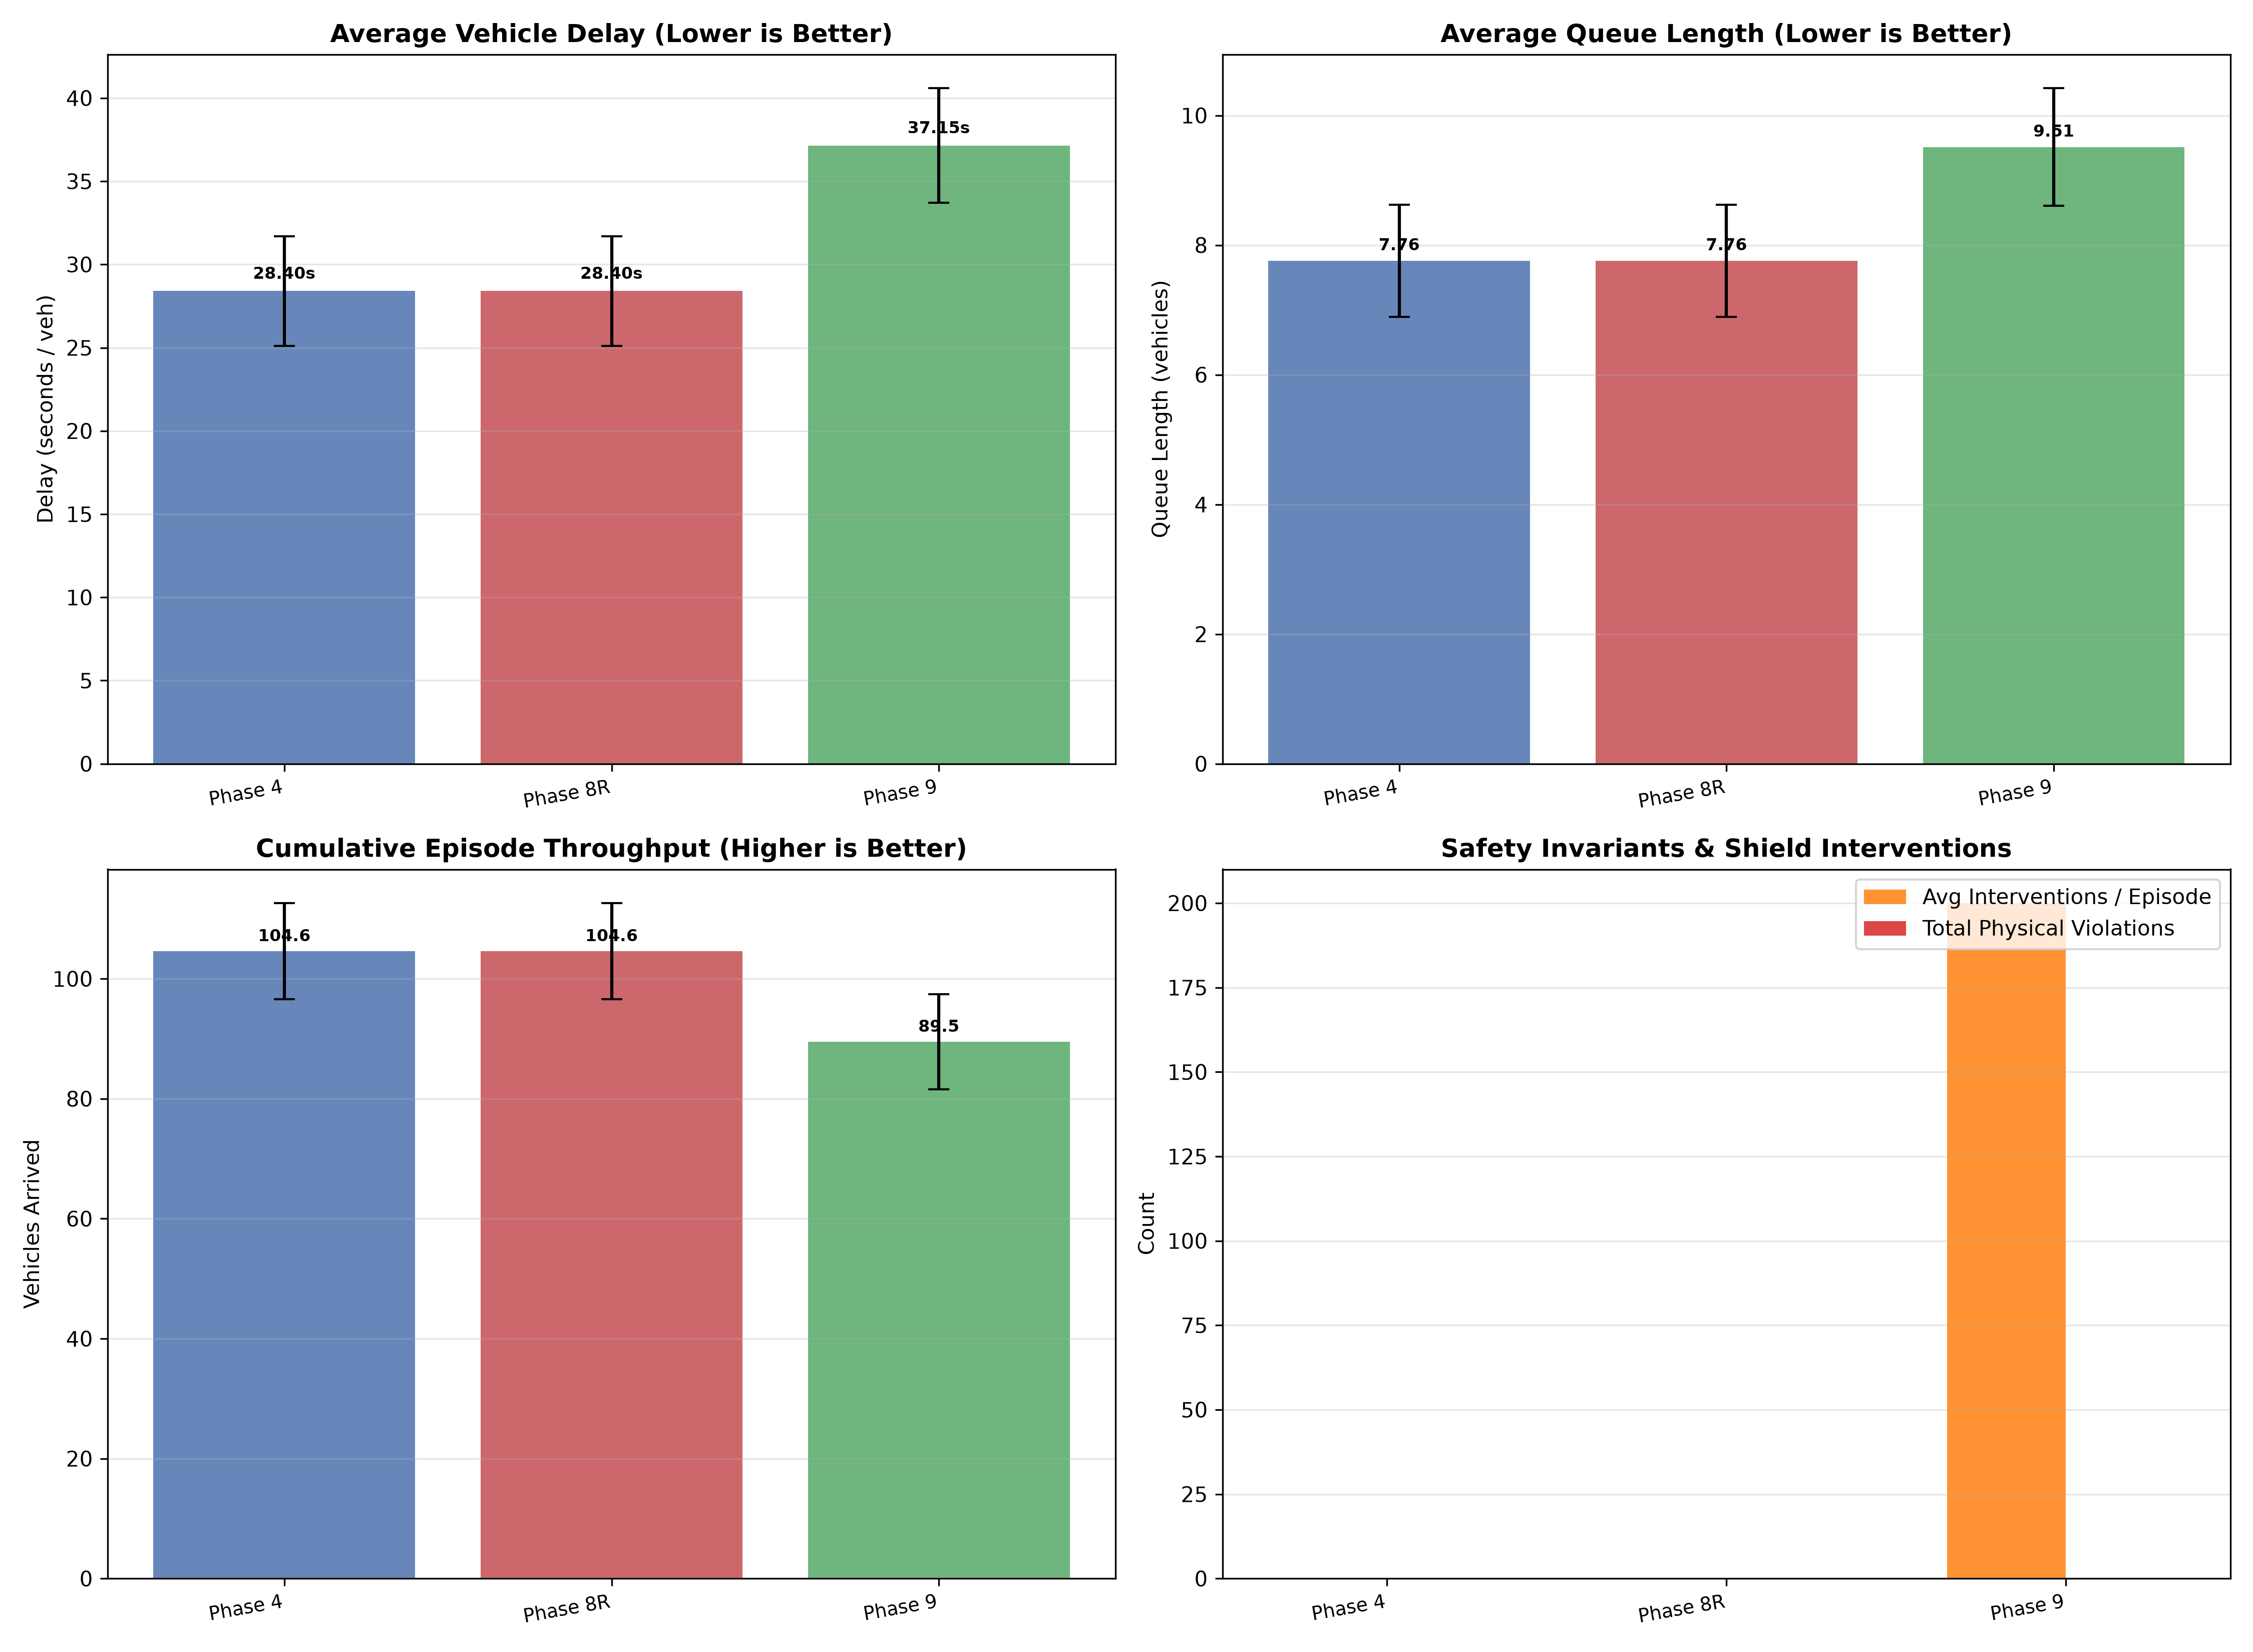 Average Vehicle Delay (Lower is Better)
Delay (seconds / veh)
40
35
30
25
20
15
10
5
0
28.40s
28.40s
37.15s
Phase 4
Phase 8R
Phase 9
Average Queue Length (Lower is Better)
Queue Length (vehicles)
10
8
6
4
2
0
7.76
7.76
9.51
Phase 4
Phase 8R
Phase 9
Cumulative Episode Throughput (Higher is Better)
Vehicles Arrived
100
80
60
40
20
0
104.6
104.6
89.5
Phase 4
Phase 8R
Phase 9
Safety Invariants & Shield Interventions
Count
200
175
150
125
100
75
50
25
0
Avg Interventions / Episode
Total Physical Violations
Phase 4
Phase 8R
Phase 9